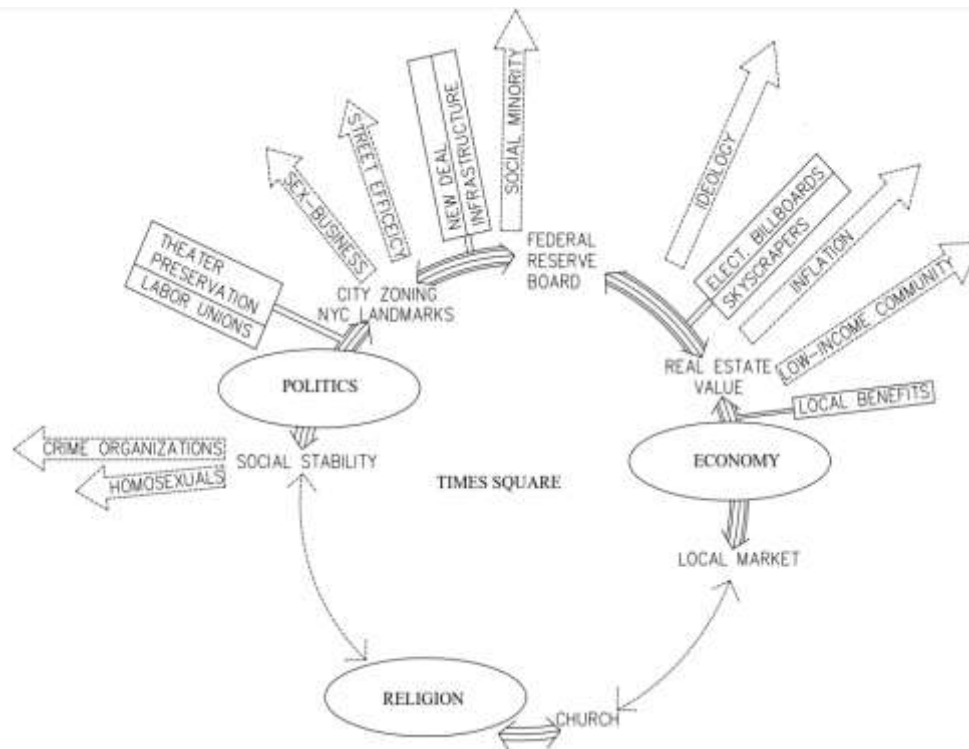 SOCIAL MINORITY
STREET EFFICEICY
NEW DEAL
INFRASTRUCTURE
IDEOLOGY
SEX-BUSINESS
THEATER
PRESERVATION
LABOR UNIONS
CITY ZONING
NYC LANDMARKS
FEDERAL
RESERVE
BOARD
ELECT. BILLBOARDS
SKYSCRAPERS
INFLATION
LOW-INCOME COMMUNITY
REAL ESTATE
VALUE
LOCAL BENEFITS
POLITICS
CRIME ORGANIZATIONS
HOMOSEXUALS
SOCIAL STABILITY
TIMES SQUARE
ECONOMY
LOCAL MARKET
RELIGION
CHURCH